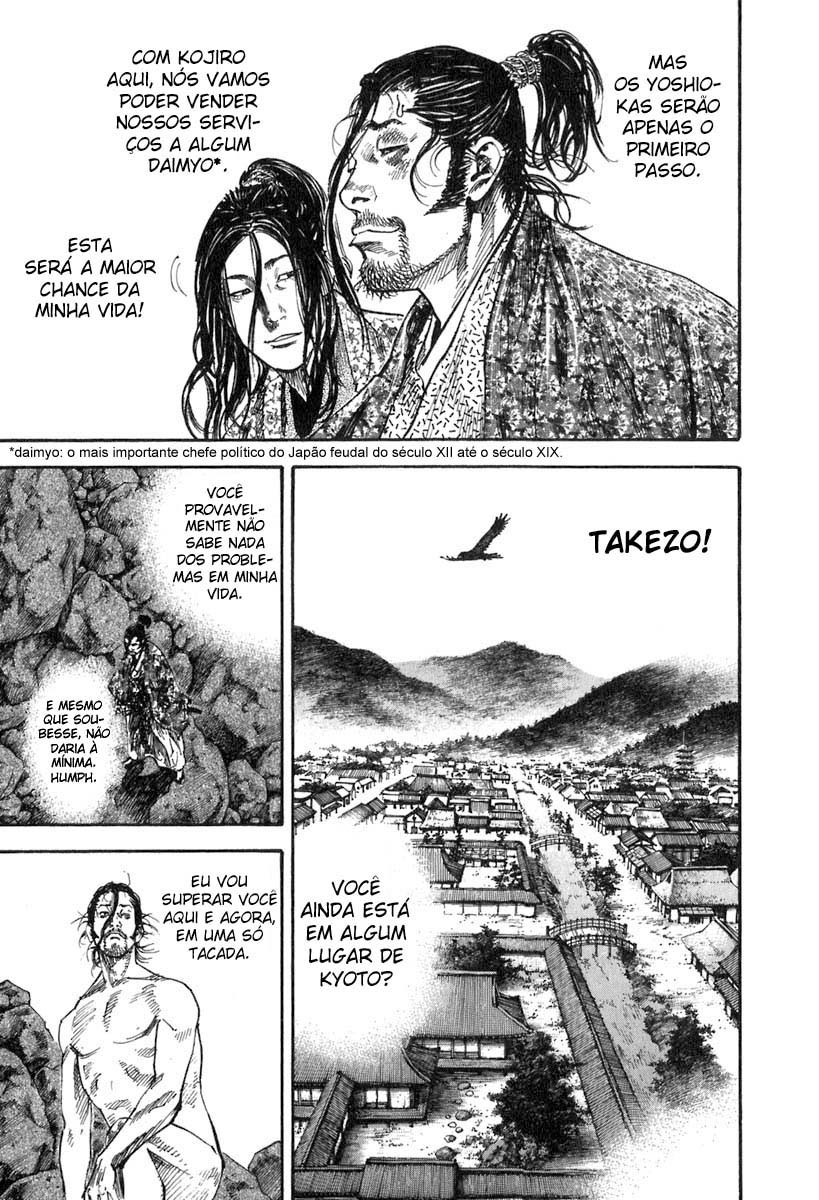 MAS
OS YOSHIO-
KAS SERÃO
APENAS O
PRIMEIRO
PASSO.
COM KOJIRO
AQUI, NÓS VAMOS
PODER VENDER
NOSSOS SERVI-
ÇOS A ALGUM
DAIMYO*.
ESTA
SERÁ A MAIOR
CHANCE DA
MINHA VIDA!
*daimyo: o mais importante chefe político do Japão feudal do século XII até o século XIX.
TAKEZO!
VOCÊ
AINDA ESTÁ
EM ALGUM
LUGAR DE
KYOTO?
VOCÊ
PROVAVEL-
MENTE NÃO
SABE NADA
DOS PROBLE-
MAS EM MINHA
VIDA.
E MESMO
QUE SOU-
BESSE, NÃO
DARIA À
MÍNIMA.
HUMPH.
EU VOU
SUPERAR VOCÊ
AQUI E AGORA,
EM UMA SÓ
TACADA.